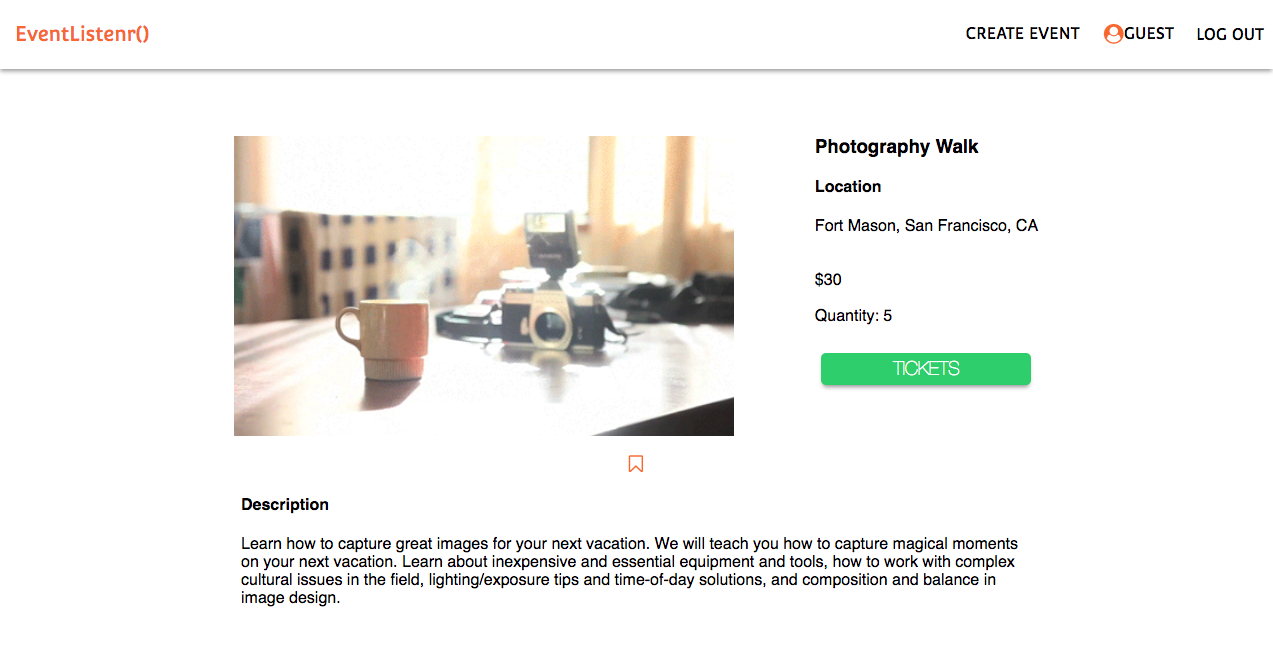 EventListenr()
CREATE EVENT
GUEST
LOG OUT
Photography Walk
Location
Fort Mason, San Francisco, CA
$30
Quantity: 5
TICKETS
Description
Learn how to capture great images for your next vacation. We will teach you how to capture magical moments
on your next vacation. Learn about inexpensive and essential equipment and tools, how to work with complex
cultural issues in the field, lighting/exposure tips and time-of-day solutions, and composition and balance in
image design.